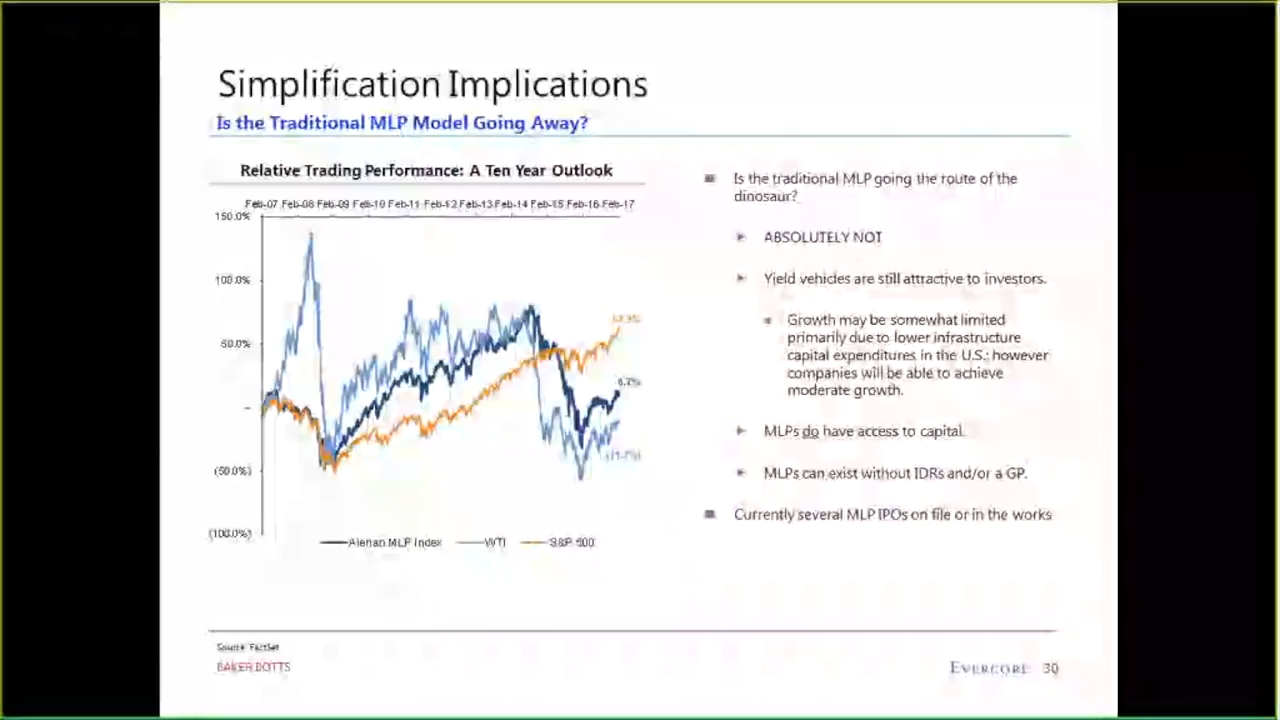 Simplification Implications
Is the Traditional MLP Model Going Away?
Relative Trading Performance: A Ten Year Outlook
Feb-07 Feb-08 Feb-09 Feb-10 Feb-11 Feb-12 Feb-13 Feb-14 Feb-15 Feb-16 Feb-17
150.0%
100.0%
50.0%
–
(50.0%)
(100.0%)
6.7%
Alerian MLP Index WTI S&P 500
■ Is the traditional MLP going the route of the
dinosaur?
► ABSOLUTELY NOT
► Yield vehicles are still attractive to investors.
■ Growth may be somewhat limited
primarily due to lower infrastructure
capital expenditures in the U.S.; however
companies will be able to achieve
moderate growth.
► MLPs do have access to capital.
► MLPs can exist without IDRs and/or a GP.
■ Currently several MLP IPOs on file or in the works
Source: FactSet
BAKER BOTTS
EVERCORE 30